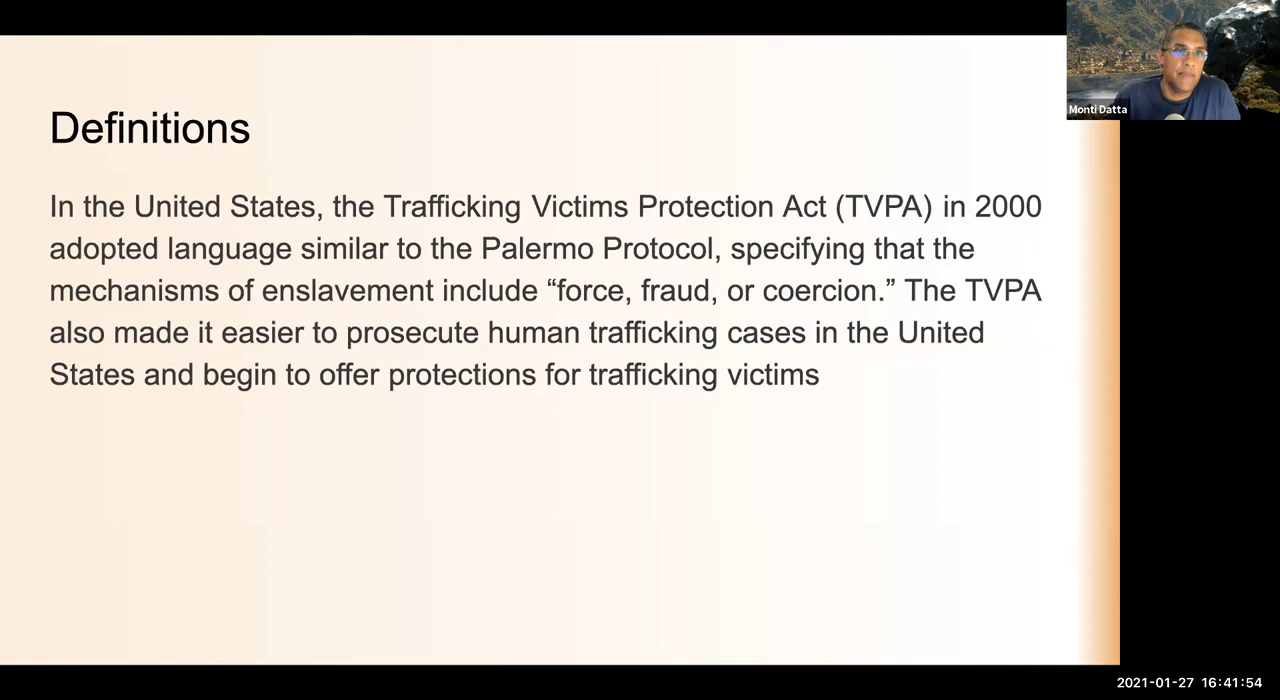 Monti Datta
Definitions
In the United States, the Trafficking Victims Protection Act (TVPA) in 2000
adopted language similar to the Palermo Protocol, specifying that the
mechanisms of enslavement include “force, fraud, or coercion.” The TVPA
also made it easier to prosecute human trafficking cases in the United
States and begin to offer protections for trafficking victims
2021-01-27 16:41:54